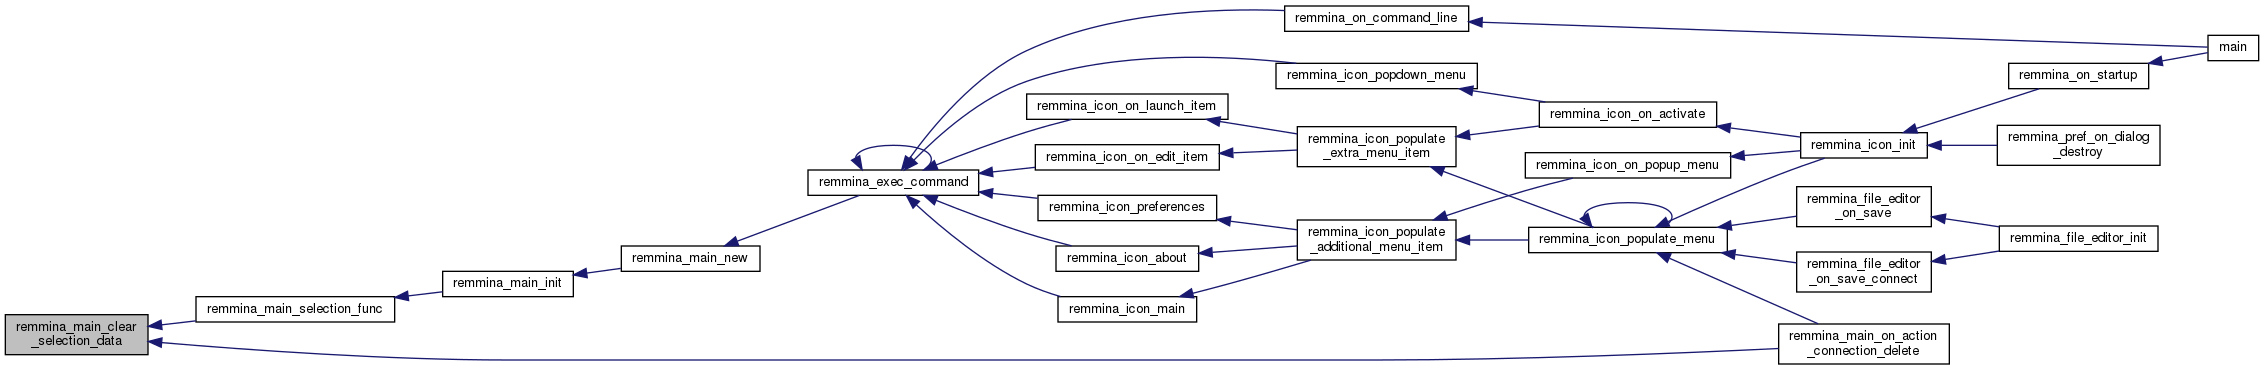 remmina_main_clear
_selection_data
remmina_main_selection_func
remmina_main_init
remmina_main_new
remmina_exec_command
remmina_on_command_line
remmina_icon_popdown_menu
remmina_icon_on_launch_item
remmina_icon_on_edit_item
remmina_icon_preferences
remmina_icon_about
remmina_icon_main
remmina_icon_populate
_extra_menu_item
remmina_icon_populate
_additional_menu_item
remmina_icon_on_activate
remmina_icon_on_popup_menu
remmina_icon_populate_menu
remmina_icon_init
remmina_file_editor
_on_save
remmina_file_editor
_on_save_connect
remmina_main_on_action
_connection_delete
main
remmina_on_startup
remmina_pref_on_dialog
_destroy
remmina_file_editor_init